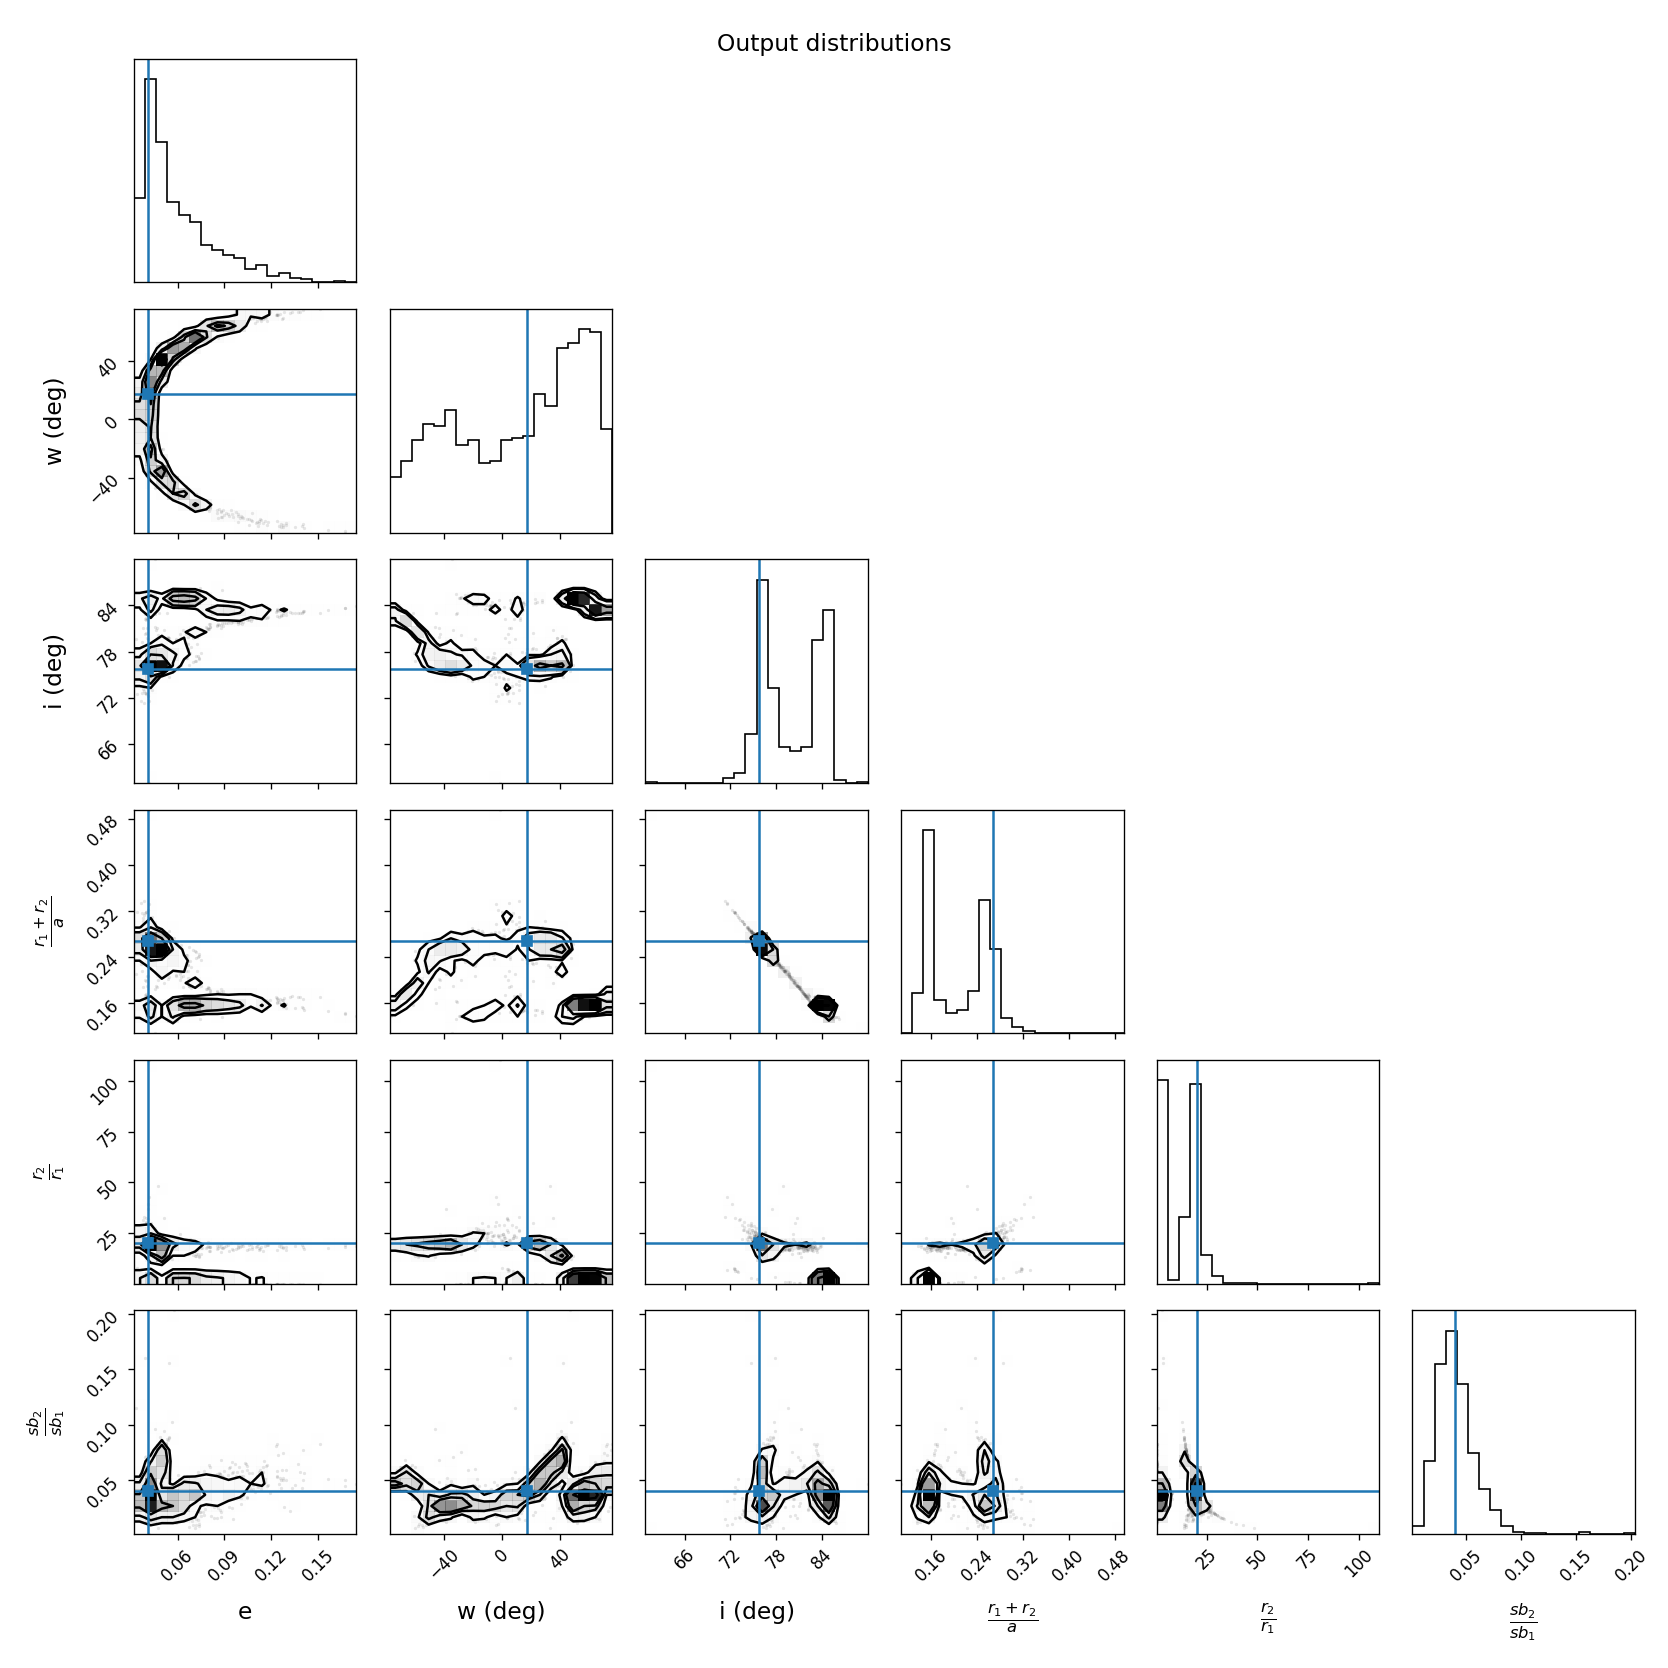 Output distributions
w (deg)
40
0
−40
i (deg)
84
78
72
66
r₁ + r₂
a
0.48
0.40
0.32
0.24
0.16
r₂
r₁
100
75
50
25
sb₂
sb₁
0.20
0.15
0.10
0.05
0.06 0.09 0.12 0.15 −40 0 40 66 72 78 84 0.16 0.24 0.32 0.40 0.48 25 50 75 100 0.05 0.10 0.15 0.20
e w (deg) i (deg) r₁ + r₂ / a r₂ / r₁ sb₂ / sb₁